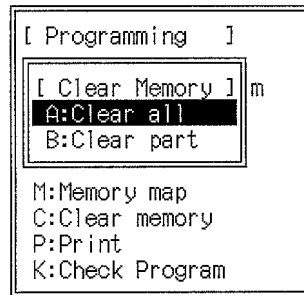 [ Programming ]
[ Clear Memory ] m
A:Clear all
B:Clear part
M:Memory map
C:Clear memory
P:Print
K:Check Program